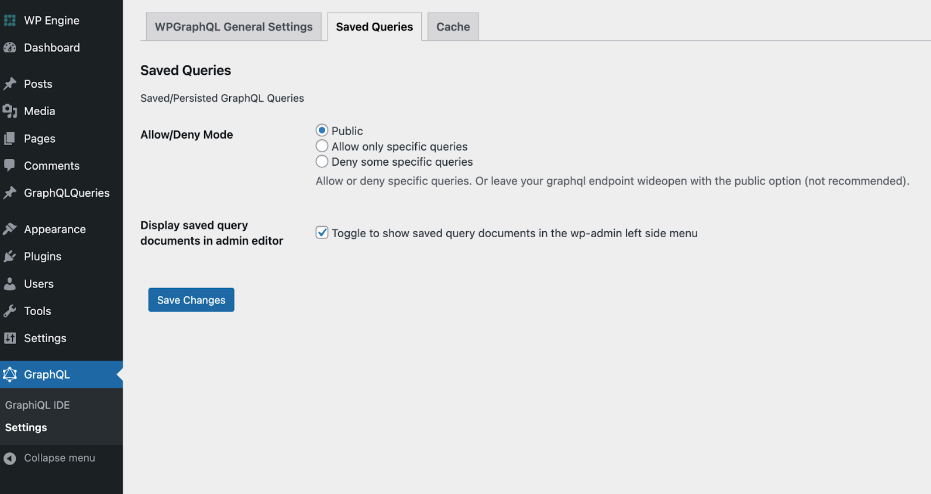 WP Engine
Dashboard
Posts
Media
Pages
Comments
GraphQLQueries
Appearance
Plugins
Users
Tools
Settings
GraphQL
GraphiQL IDE
Settings
Collapse menu
WPGraphQL General Settings
Saved Queries
Cache
Saved Queries
Saved/Persisted GraphQL Queries
Allow/Deny Mode
Public
Allow only specific queries
Deny some specific queries
Allow or deny specific queries. Or leave your graphql endpoint wideopen with the public option (not recommended).
Display saved query
documents in admin editor
Toggle to show saved query documents in the wp-admin left side menu
Save Changes